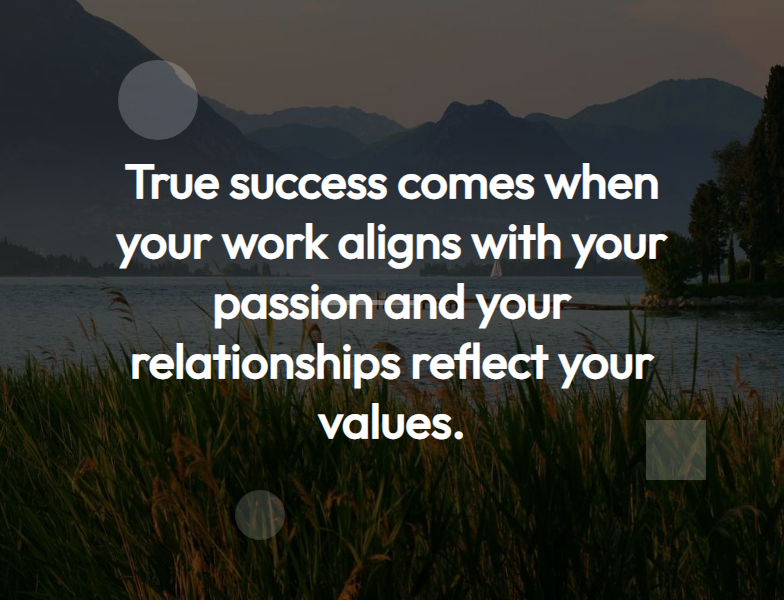 True success comes when
your work aligns with your
passion and your
relationships reflect your
values.